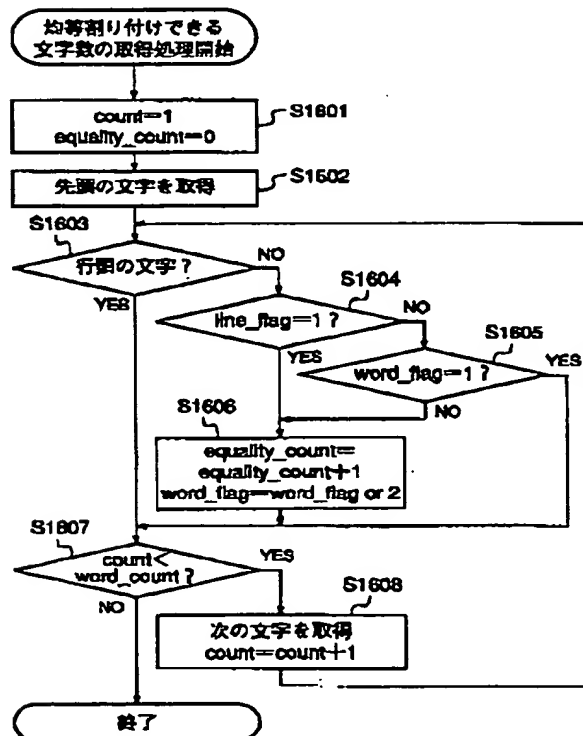 均等割り付けできる
文字数の取得処理開始
count=1
equality_count=0
S1601
先頭の文字を取得
S1602
S1603
行頭の文字？
NO
YES
S1604
line_flag=1？
NO
YES
S1605
word_flag=1？
YES
NO
S1606
equality_count=
equality_count+1
word_flag=word_flag or 2
S1607
count<
word_count？
YES
NO
S1608
次の文字を取得
count=count+1
終了